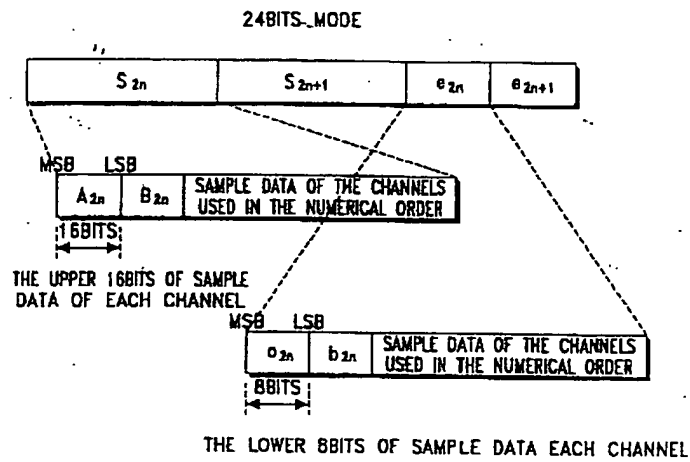 24BITS-MODE
S2n S2n+1 e2n e2n+1
MSB LSB
A2n B2n SAMPLE DATA OF THE CHANNELS
USED IN THE NUMERICAL ORDER
16BITS
THE UPPER 16BITS OF SAMPLE
DATA OF EACH CHANNEL
MSB LSB
a2n b2n SAMPLE DATA OF THE CHANNELS
USED IN THE NUMERICAL ORDER
8BITS
THE LOWER 8BITS OF SAMPLE DATA EACH CHANNEL